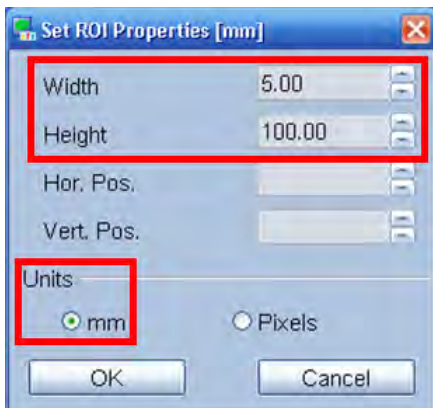 Set ROI Properties [mm]
Width 5.00
Height 100.00
Hor. Pos.
Vert. Pos.
Units
mm Pixels
OK Cancel